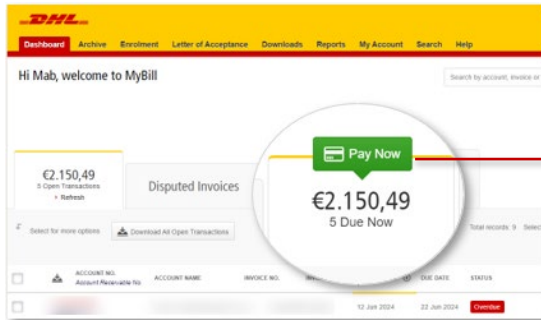 DHL
Dashboard Archive Enrolment Letter of Acceptance Downloads Reports My Account Search Help
Hi Mab, welcome to MyBill
Search by account, invoice or
Pay Now
€2.150,49
5 Open Transactions
Refresh
Disputed Invoices
€2.150,49
5 Due Now
Select for more options
Download All Open Transactions
Total records: 9 Selec
ACCOUNT NO.
Account Receivable No.
ACCOUNT NAME
INVOICE NO.
DUE DATE
STATUS
12 Jun 2024
22 Jun 2024
Overdue